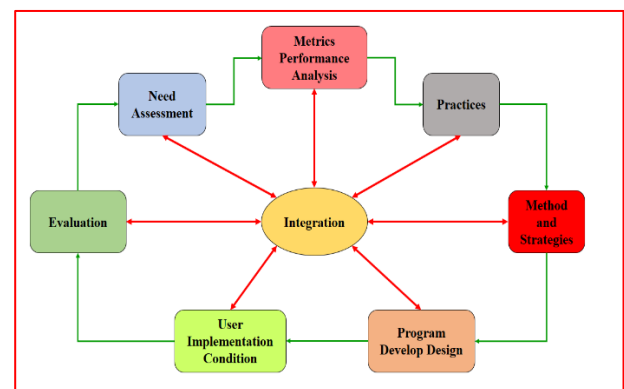 Metrics
Performance
Analysis
Need
Assessment
Practices
Evaluation
Integration
Method
and
Strategies
User
Implementation
Condition
Program
Develop Design